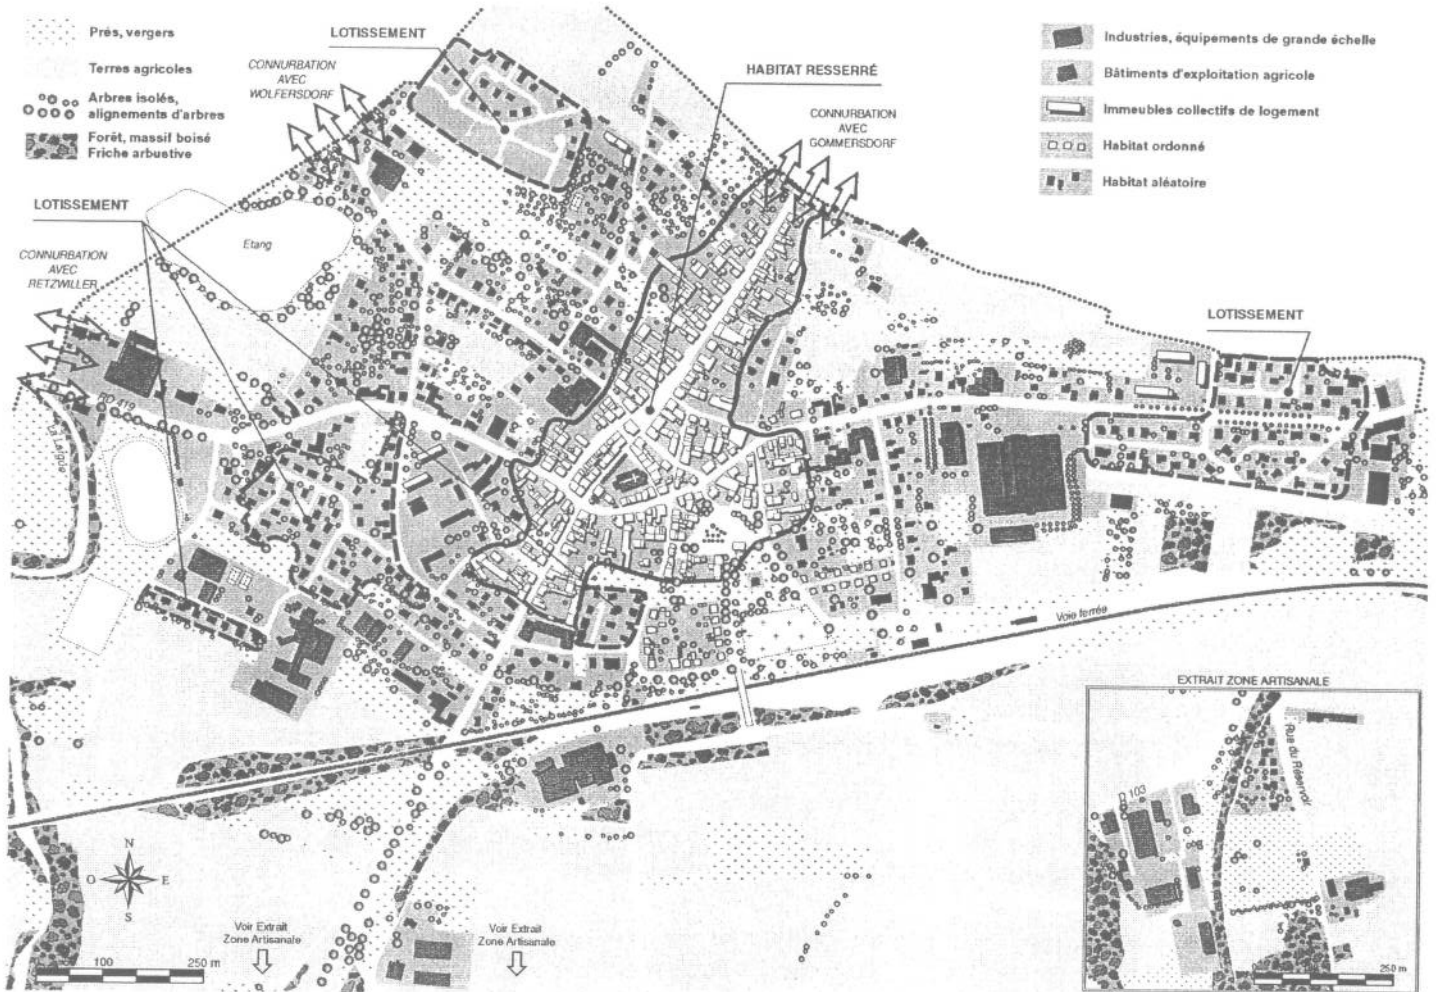 Prés, vergers
Terres agricoles
Arbres isolés,
alignements d'arbres
Forêt, massif boisé
Friche arbustive
LOTISSEMENT
CONNURBATION
AVEC
WOLFERSDORF
HABITAT RESSERRÉ
CONNURBATION
AVEC
GOMMERSDORF
Industries, équipements de grande échelle
Bâtiments d'exploitation agricole
Immeubles collectifs de logement
Habitat ordonné
Habitat aléatoire
LOTISSEMENT
Etang
CONNURBATION
AVEC
RETZWILLER
LOTISSEMENT
RD 419
La Largue
Voie ferrée
EXTRAIT ZONE ARTISANALE
Rue du Réservoir
D 103
250 m
N
O
E
S
Voir Extrait
Zone Artisanale
Voir Extrait
Zone Artisanale
0
100
250 m